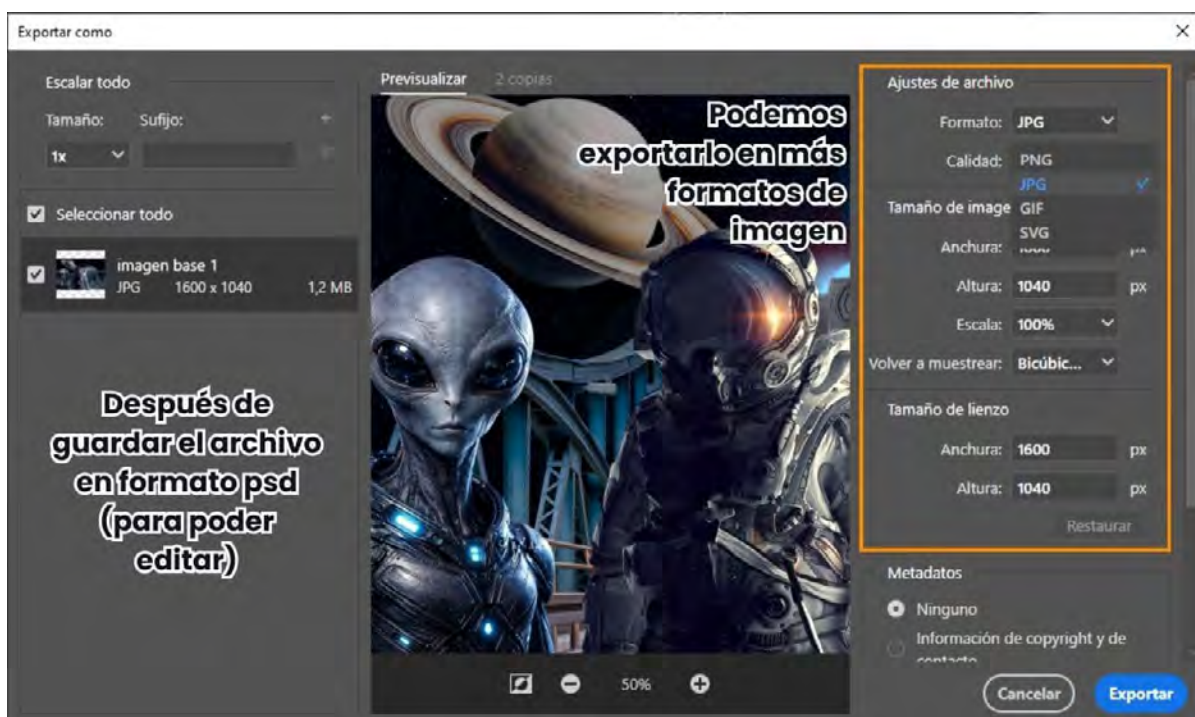 Exportar como
Escalar todo
Tamaño: Sufijo:
1x
Seleccionar todo
imagen base 1
JPG 1600 x 1040 1,2 MB
Después de
guardar el archivo
en formato psd
(para poder
editar)
Previsualizar 2 copias
Podemos
exportarlo en más
formatos de
imagen
50%
Ajustes de archivo
Formato: JPG
Calidad: PNG
JPG
Tamaño de image GIF
SVG
Anchura: px
Altura: 1040 px
Escala: 100%
Volver a muestrear: Bicúbic...
Tamaño de lienzo
Anchura: 1600 px
Altura: 1040 px
Restaurar
Metadatos
Ninguno
Información de copyright y de
contacto
Cancelar Exportar